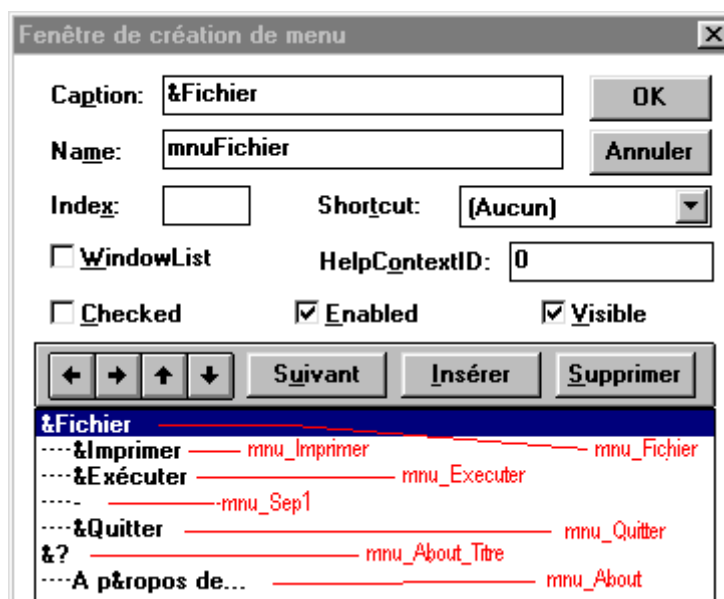 Fenêtre de création de menu
Caption: &Fichier OK
Name: mnuFichier Annuler
Index: Shortcut: (Aucun)
WindowList HelpContextID: 0
Checked Enabled Visible
Suivant Insérer Supprimer
&Fichier
----&Imprimer mnu_Imprimer mnu_Fichier
----&Exécuter mnu_Executer
----- mnu_Sep1
----&Quitter mnu_Quitter
&? mnu_About_Titre
----A p&ropos de... mnu_About